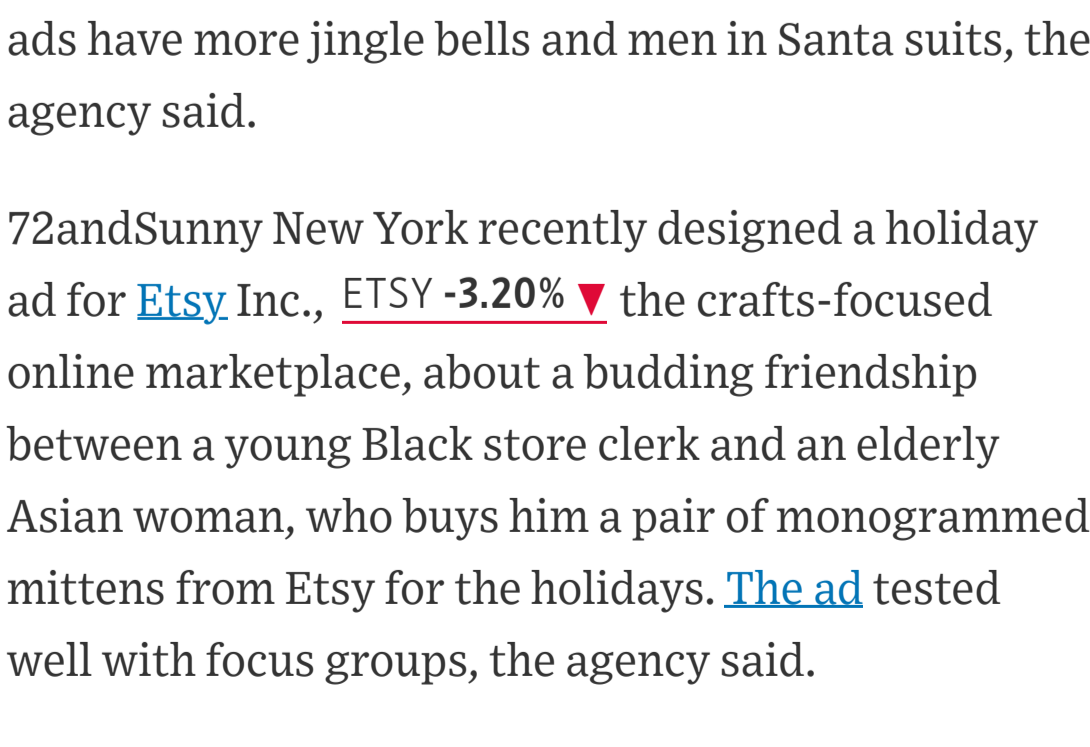 ads have more jingle bells and men in Santa suits, the
agency said.
72andSunny New York recently designed a holiday
ad for Etsy Inc., ETSY -3.20% ▼ the crafts-focused
online marketplace, about a budding friendship
between a young Black store clerk and an elderly
Asian woman, who buys him a pair of monogrammed
mittens from Etsy for the holidays. The ad tested
well with focus groups, the agency said.